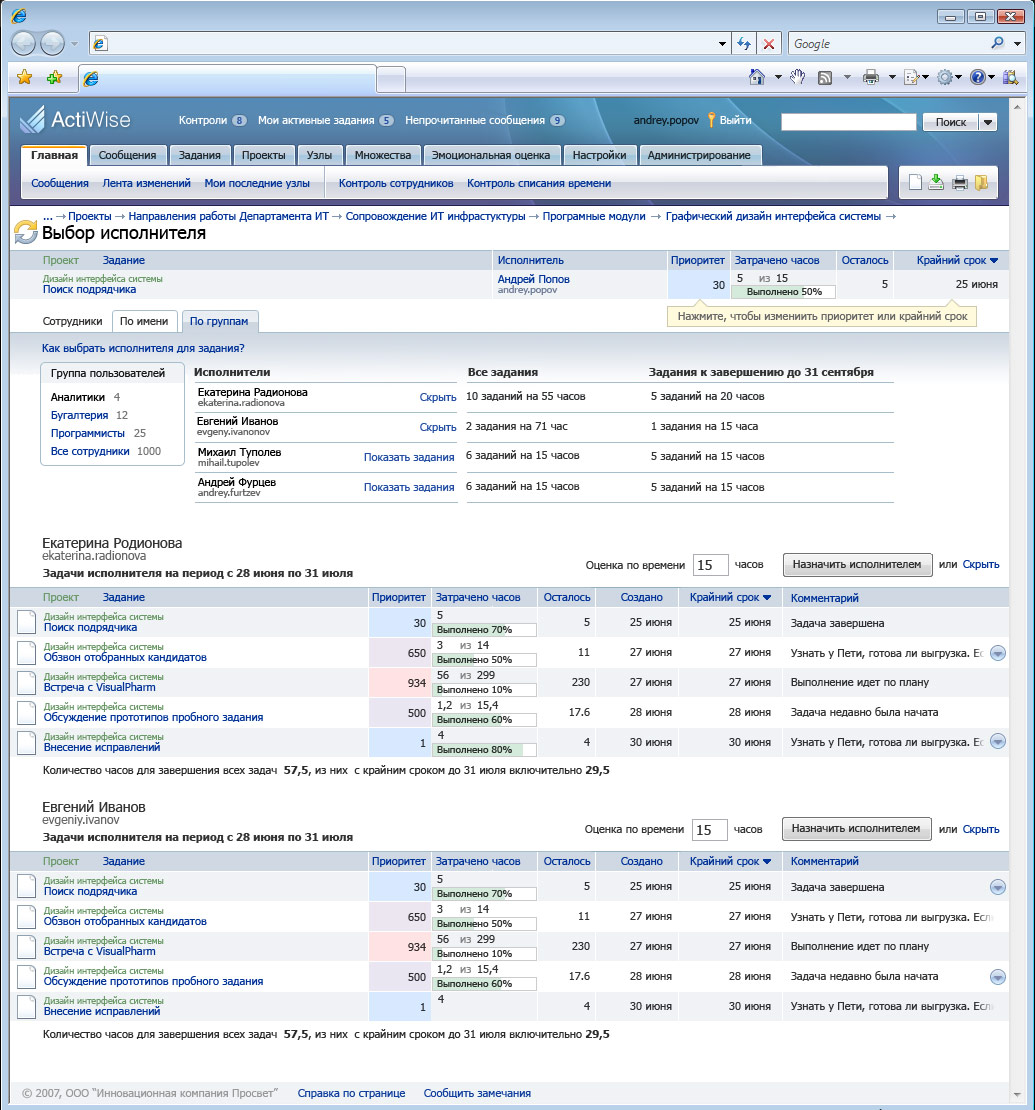 Google
ActiWise
Контроли 8 Мои активные задания 5 Непрочитанные сообщения 9 andrey.popov Выйти Поиск
Главная Сообщения Задания Проекты Узлы Множества Эмоциональная оценка Настройки Администрирование
Сообщения Лента изменений Мои последние узлы Контроль сотрудников Контроль списания времени
... → Проекты → Направления работы Департамента ИТ → Сопровождение ИТ инфрастуктуры → Програмные модули → Графический дизайн интерфейса системы →
Выбор исполнителя
Проект Задание Исполнитель Приоритет Затрачено часов Осталось Крайний срок
Дизайн интерфейса системы
Поиск подрядчика
Андрей Попов
andrey.popov
30
5 из 15
Выполнено 50%
5
25 июня
Нажмите, чтобы измениить приоритет или крайний срок
Сотрудники По имени По группам
Как выбрать исполнителя для задания?
Группа пользователей
Аналитики 4
Бугалтерия 12
Программисты 25
Все сотрудники 1000
Исполнители Все задания Задания к завершению до 31 сентября
Екатерина Радионова
ekaterina.radionova
Скрыть 10 заданий на 55 часов 5 заданий на 20 часов
Евгений Иванов
evgeny.ivanonov
Скрыть 2 задания на 71 час 1 задания на 15 часа
Михаил Туполев
mihail.tupolev
Показать задания 6 заданий на 15 часов 5 заданий на 15 часов
Андрей Фурцев
andrey.furtzev
Показать задания 6 заданий на 15 часов 5 заданий на 15 часов
Екатерина Родионова
ekaterina.radionova
Задачи исполнителя на период с 28 июня по 31 июля
Оценка по времени 15 часов Назначить исполнителем или Скрыть
Проект Задание Приоритет Затрачено часов Осталось Создано Крайний срок Комментарий
Дизайн интерфейса системы
Поиск подрядчика
30
5
Выполнено 70%
5 25 июня 25 июня Задача завершена
Дизайн интерфейса системы
Обзвон отобранных кандидатов
650
3 из 14
Выполнено 50%
11 27 июня 27 июня Узнать у Пети, готова ли выгрузка. Ес
Дизайн интерфейса системы
Встреча с VisualPharm
934
56 из 299
Выполнено 10%
230 27 июня 27 июня Выполнение идет по плану
Дизайн интерфейса системы
Обсуждение прототипов пробного задания
500
1,2 из 15,4
Выполнено 60%
17.6 28 июня 28 июня Задача недавно была начата
Дизайн интерфейса системы
Внесение исправлений
1
4
Выполнено 80%
4 30 июня 30 июня Узнать у Пети, готова ли выгрузка. Ес
Количество часов для завершения всех задач 57,5, из них с крайним сроком до 31 июля включительно 29,5
Евгений Иванов
evgeniy.ivanov
Задачи исполнителя на период с 28 июня по 31 июля
Оценка по времени 15 часов Назначить исполнителем или Скрыть
Проект Задание Приоритет Затрачено часов Осталось Создано Крайний срок Комментарий
Дизайн интерфейса системы
Поиск подрядчика
30
5
Выполнено 70%
5 25 июня 25 июня Задача завершена
Дизайн интерфейса системы
Обзвон отобранных кандидатов
650
3 из 14
Выполнено 50%
11 27 июня 27 июня Узнать у Пети, готова ли выгрузка. Если
Дизайн интерфейса системы
Встреча с VisualPharm
934
56 из 299
Выполнено 10%
230 27 июня 27 июня Выполнение идет по плану
Дизайн интерфейса системы
Обсуждение прототипов пробного задания
500
1,2 из 15,4
Выполнено 60%
17.6 28 июня 28 июня Задача недавно была начата
Дизайн интерфейса системы
Внесение исправлений
1
4
4 30 июня 30 июня Узнать у Пети, готова ли выгрузка. Если
Количество часов для завершения всех задач 57,5, из них с крайним сроком до 31 июля включительно 29,5
© 2007, ООО "Инновационная компания Просвет" Справка по странице Сообщить замечания